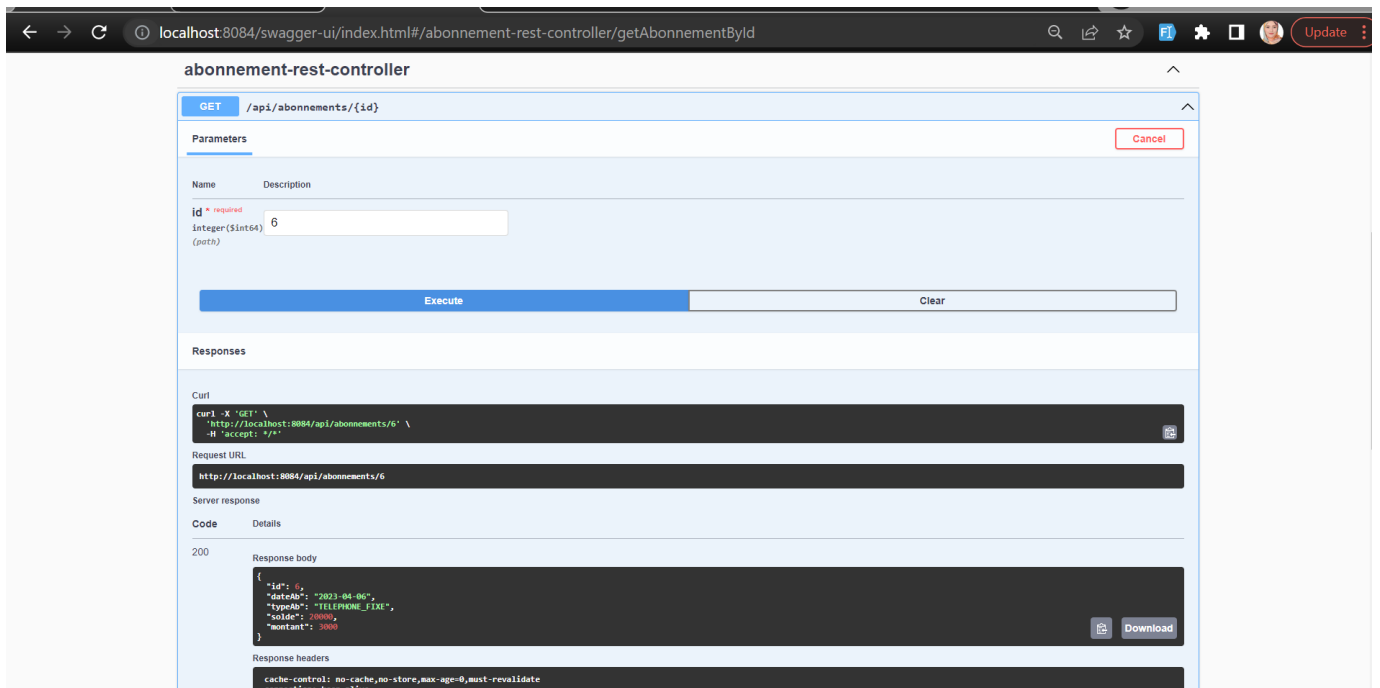 localhost:8084/swagger-ui/index.html#/abonnement-rest-controller/getAbonnementById
Update
abonnement-rest-controller
GET /api/abonnements/{id}
Parameters
Cancel
Name Description
id * required
integer($int64)
(path)
6
Execute Clear
Responses
Curl
curl -X 'GET' \
'http://localhost:8084/api/abonnements/6' \
-H 'accept: */*'
Request URL
http://localhost:8084/api/abonnements/6
Server response
Code Details
200
Response body
{
"id": 6,
"dateAb": "2023-04-06",
"typeAb": "TELEPHONE_FIXE",
"solde": 20000,
"montant": 3000
}
Download
Response headers
cache-control: no-cache,no-store,max-age=0,must-revalidate